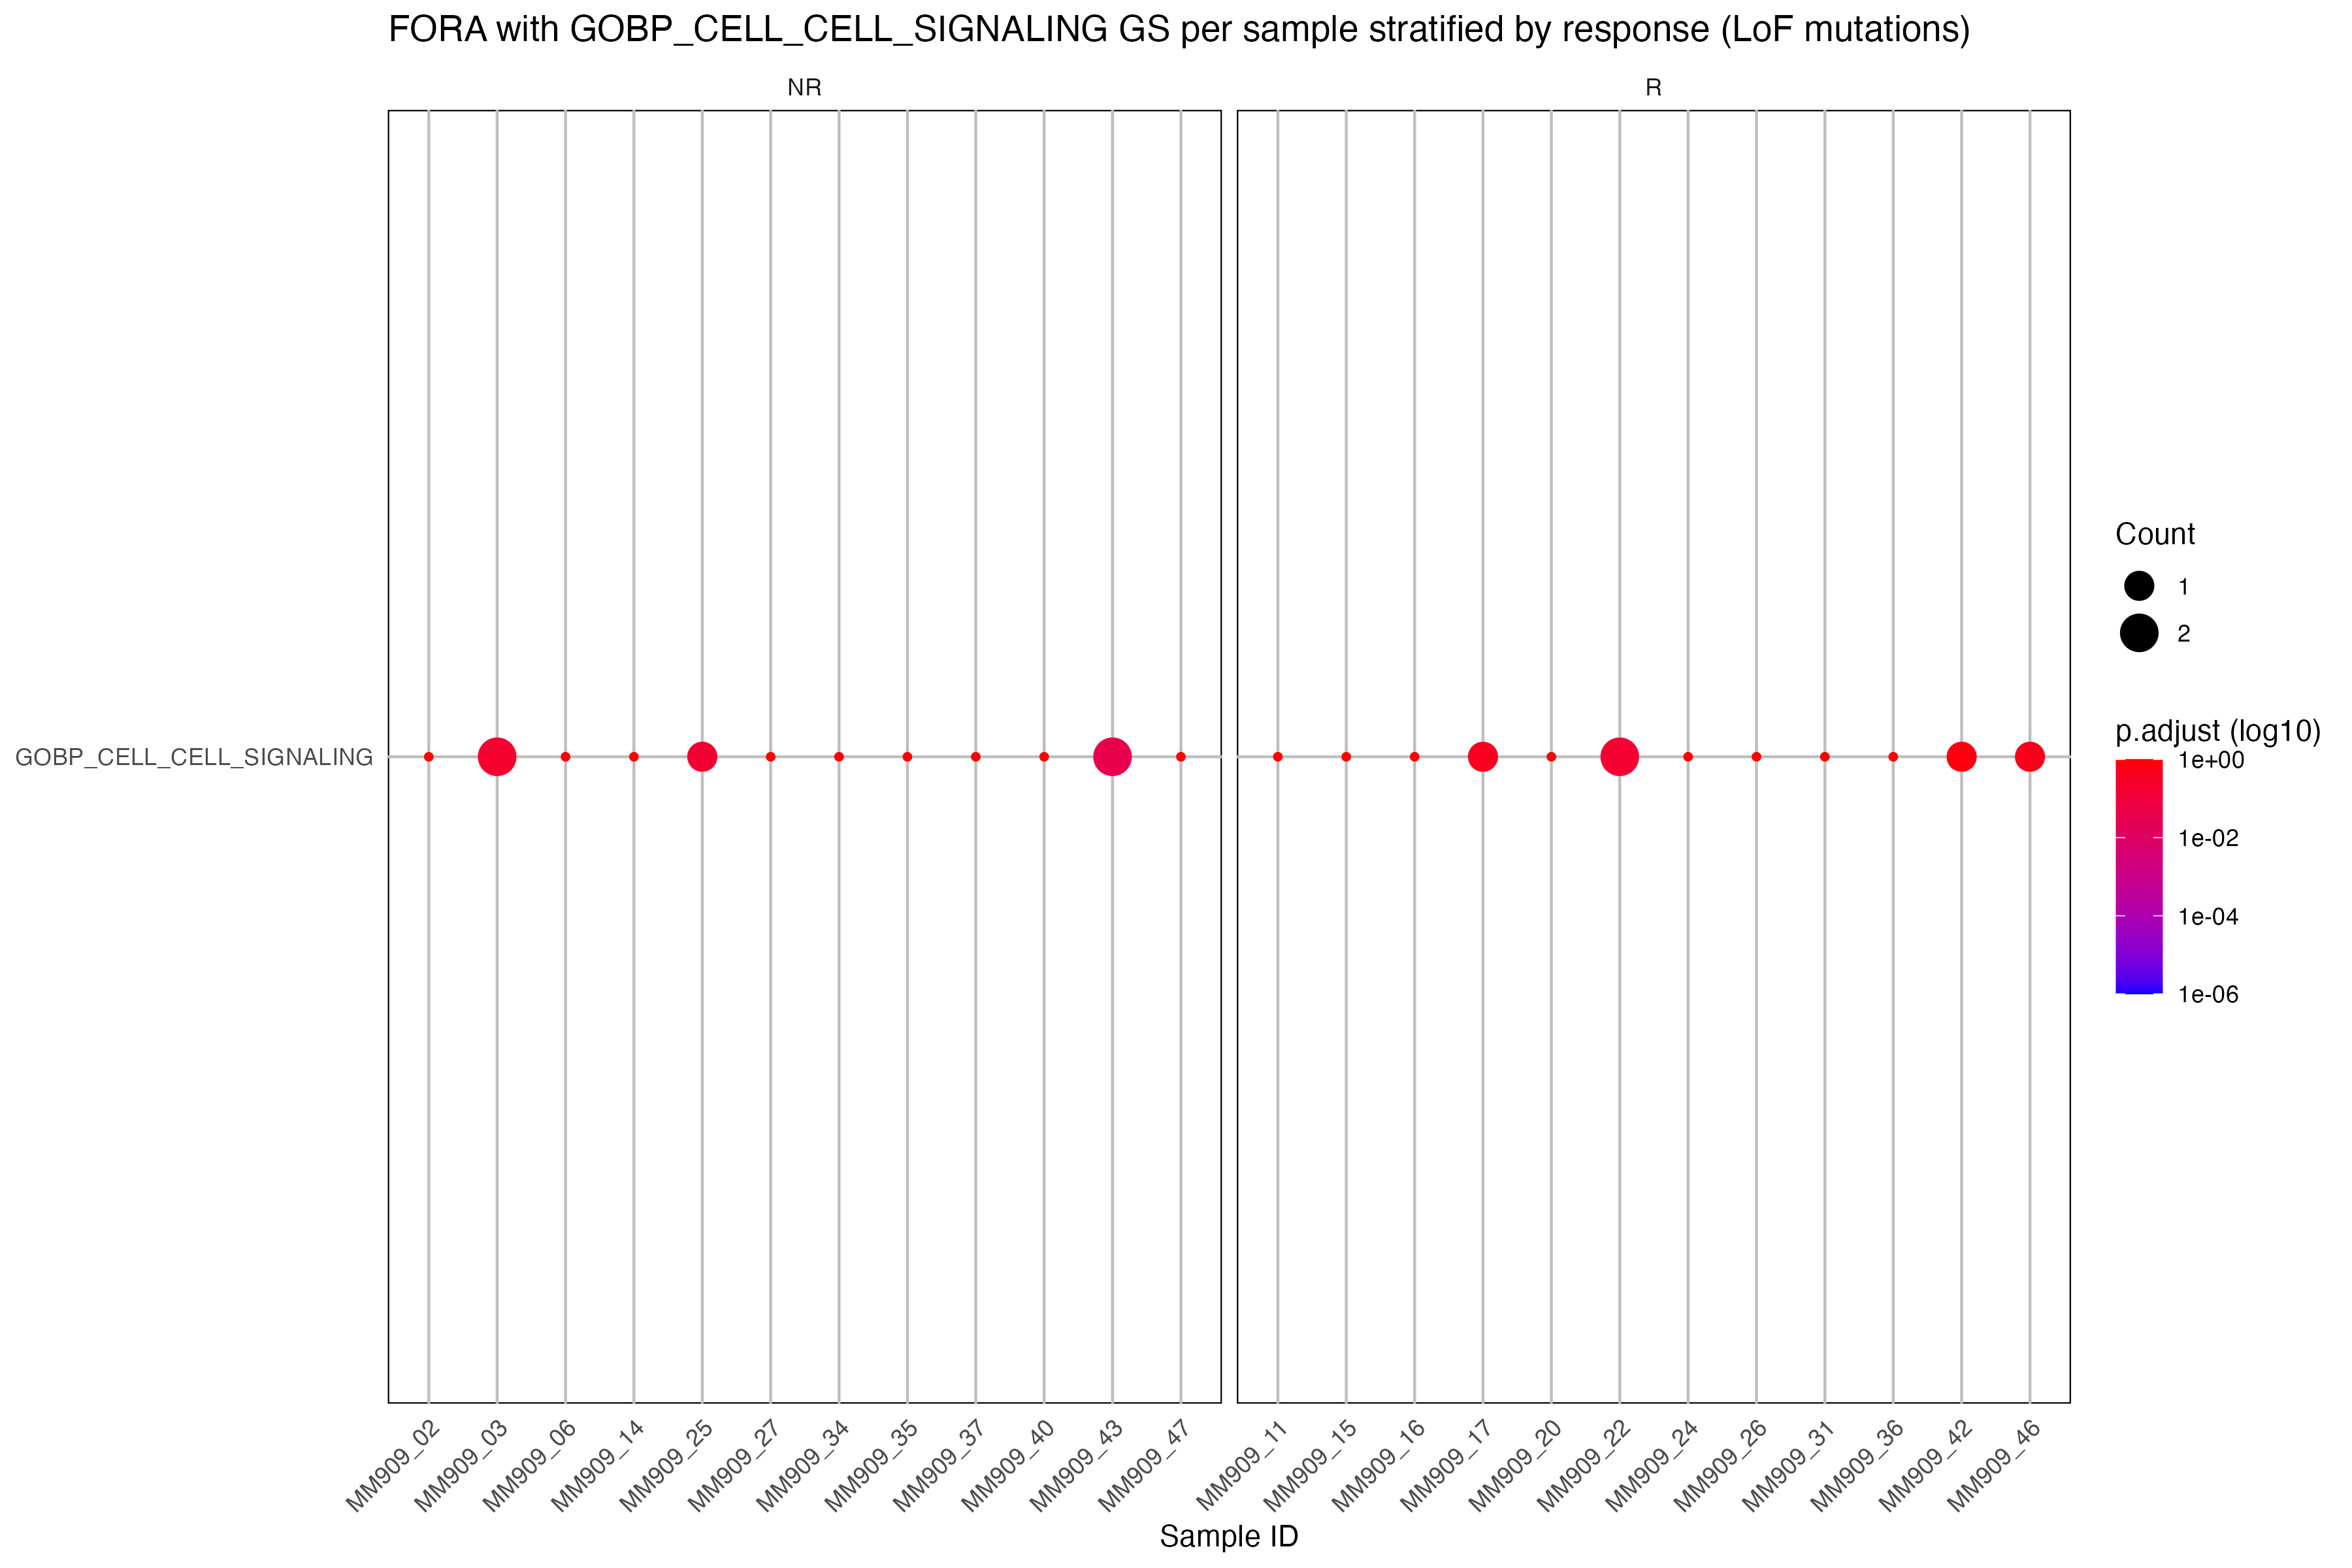 FORA with GOBP_CELL_CELL_SIGNALING GS per sample stratified by response (LoF mutations)
NR
R
GOBP_CELL_CELL_SIGNALING
Count
1
2
p.adjust (log10)
1e+00
1e-02
1e-04
1e-06
MM909_02
MM909_03
MM909_06
MM909_14
MM909_25
MM909_27
MM909_34
MM909_35
MM909_37
MM909_40
MM909_43
MM909_47
MM909_11
MM909_15
MM909_16
MM909_17
MM909_20
MM909_22
MM909_24
MM909_26
MM909_31
MM909_36
MM909_42
MM909_46
Sample ID